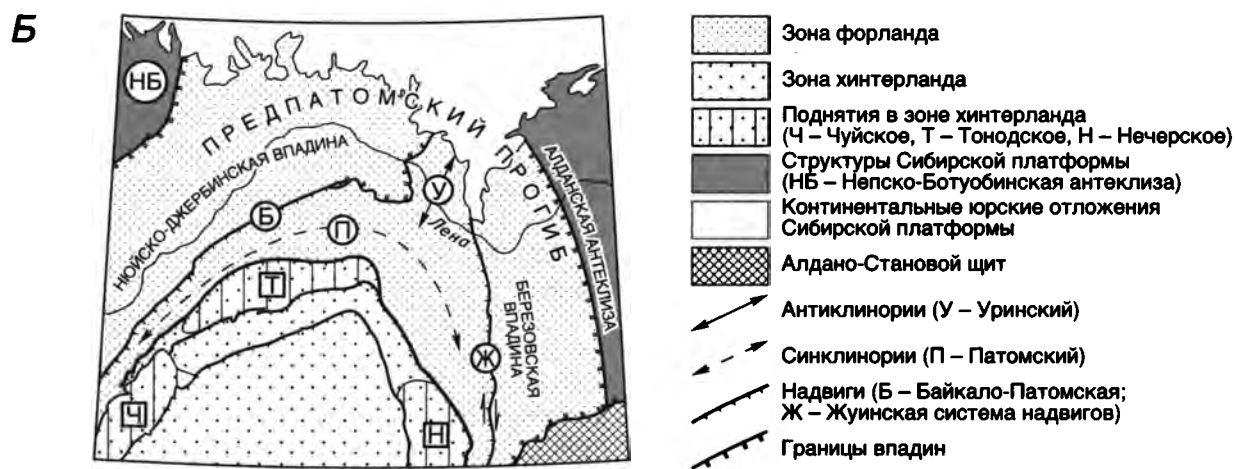 Б
НБ
ПРЕДПАТОМСКИЙ ПРОГИБ
НЮЙСКО-ДЖЕРБИНСКАЯ ВПАДИНА
АЛДАНСКАЯ АНТЕКЛИЗА
У
Б
П
Лена
Т
БЕРЕЗОВСКАЯ
ВПАДИНА
Ж
Ч
Н
Зона форланда
Зона хинтерланда
Поднятия в зоне хинтерланда
(Ч – Чуйское, Т – Тонодское, Н – Нечерское)
Структуры Сибирской платформы
(НБ – Непско-Ботуобинская антеклиза)
Континентальные юрские отложения
Сибирской платформы
Алдано-Становой щит
Антиклинории (У – Уринский)
Синклинории (П – Патомский)
Надвиги (Б – Байкало-Патомская;
Ж – Жуинская система надвигов)
Границы впадин